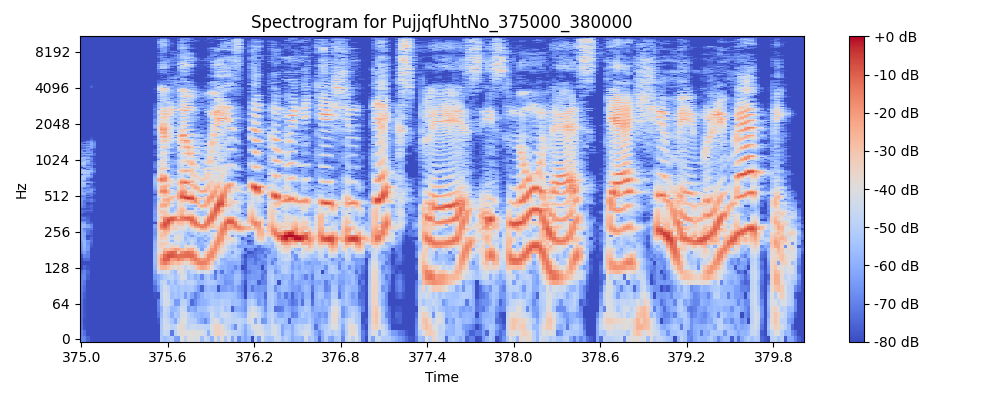 Spectrogram for PujjqfUhtNo_375000_380000
8192
4096
2048
1024
512
256
128
64
0
Hz
375.0 375.6 376.2 376.8 377.4 378.0 378.6 379.2 379.8
Time
+0 dB
-10 dB
-20 dB
-30 dB
-40 dB
-50 dB
-60 dB
-70 dB
-80 dB